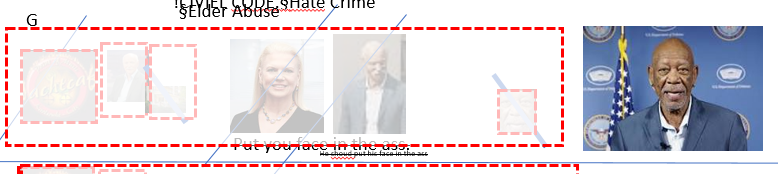 !CIVIEL CODE,§Hate Crime
§Elder Abuse
G
Put you face in the ass.
He shoud put his face in the ass